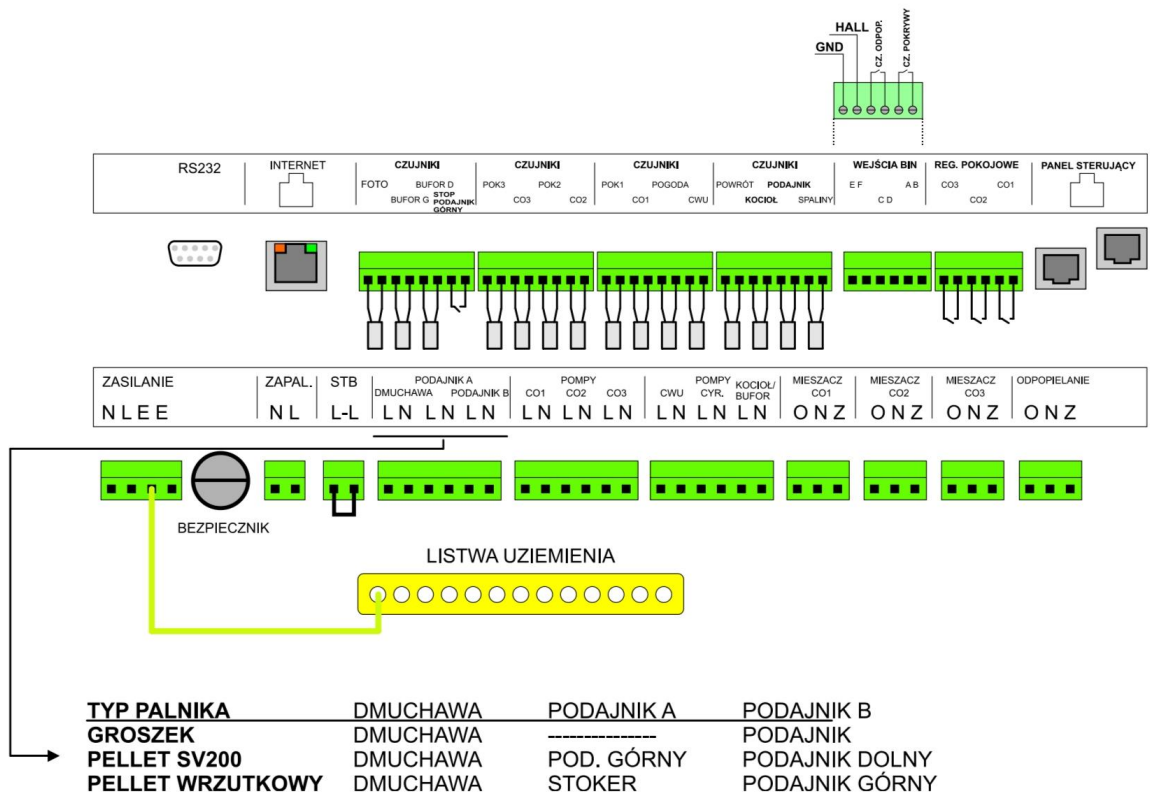 HALL
GND
CZ. ODPOP.
CZ. POKRYWY
RS232
INTERNET
CZUJNIKI
FOTO BUFOR D
BUFOR G STOP PODAJNIK GÓRNY
CZUJNIKI
POK3 POK2
CO3 CO2
CZUJNIKI
POK1 POGODA
CO1 CWU
CZUJNIKI
POWRÓT PODAJNIK
KOCIOŁ SPALINY
WEJŚCIA BIN
E F A B
C D
REG. POKOJOWE
CO3 CO1
CO2
PANEL STERUJĄCY
ZASILANIE
N L E E
ZAPAL.
N L
STB
L-L
PODAJNIK A
DMUCHAWA PODAJNIK B
L N L N L N
POMPY
CO1 CO2 CO3
L N L N L N
POMPY
CWU CYR. KOCIOŁ/
BUFOR
L N L N L N
MIESZACZ
CO1
O N Z
MIESZACZ
CO2
O N Z
MIESZACZ
CO3
O N Z
ODPOPIELANIE
O N Z
BEZPIECZNIK
LISTWA UZIEMIENIA
TYP PALNIKA DMUCHAWA PODAJNIK A PODAJNIK B
GROSZEK DMUCHAWA --------------- PODAJNIK
PELLET SV200 DMUCHAWA POD. GÓRNY PODAJNIK DOLNY
PELLET WRZUTKOWY DMUCHAWA STOKER PODAJNIK GÓRNY